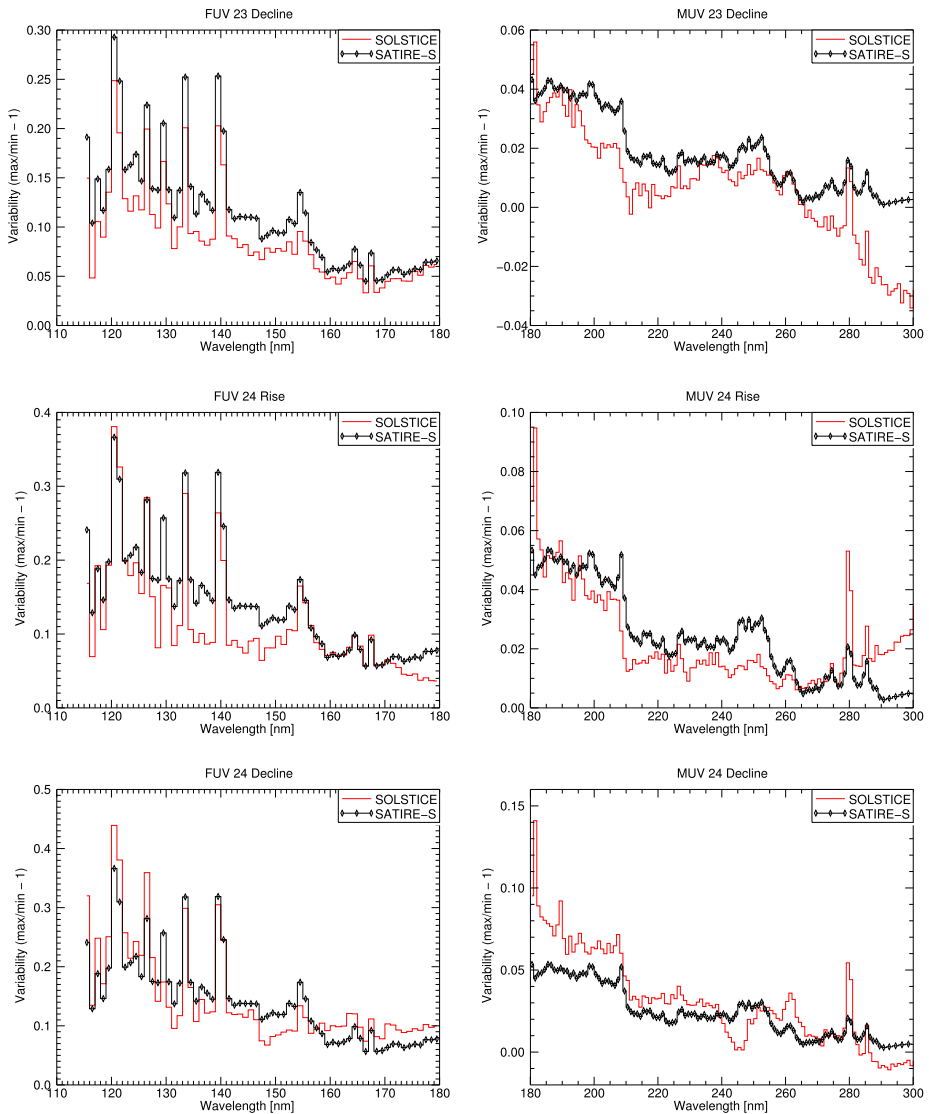 FUV 23 Decline
0.30
0.25
0.20
0.15
0.10
0.05
0.00
Variability (max/min − 1)
SOLSTICE
SATIRE−S
110 120 130 140 150 160 170 180
Wavelength [nm]
MUV 23 Decline
0.06
0.04
0.02
0.00
−0.02
−0.04
Variability (max/min − 1)
SOLSTICE
SATIRE−S
180 200 220 240 260 280 300
Wavelength [nm]
FUV 24 Rise
0.4
0.3
0.2
0.1
0.0
Variability (max/min − 1)
SOLSTICE
SATIRE−S
110 120 130 140 150 160 170 180
Wavelength [nm]
MUV 24 Rise
0.10
0.08
0.06
0.04
0.02
0.00
Variability (max/min − 1)
SOLSTICE
SATIRE−S
180 200 220 240 260 280 300
Wavelength [nm]
FUV 24 Decline
0.5
0.4
0.3
0.2
0.1
0.0
Variability (max/min − 1)
SOLSTICE
SATIRE−S
110 120 130 140 150 160 170 180
Wavelength [nm]
MUV 24 Decline
0.15
0.10
0.05
0.00
Variability (max/min − 1)
SOLSTICE
SATIRE−S
180 200 220 240 260 280 300
Wavelength [nm]